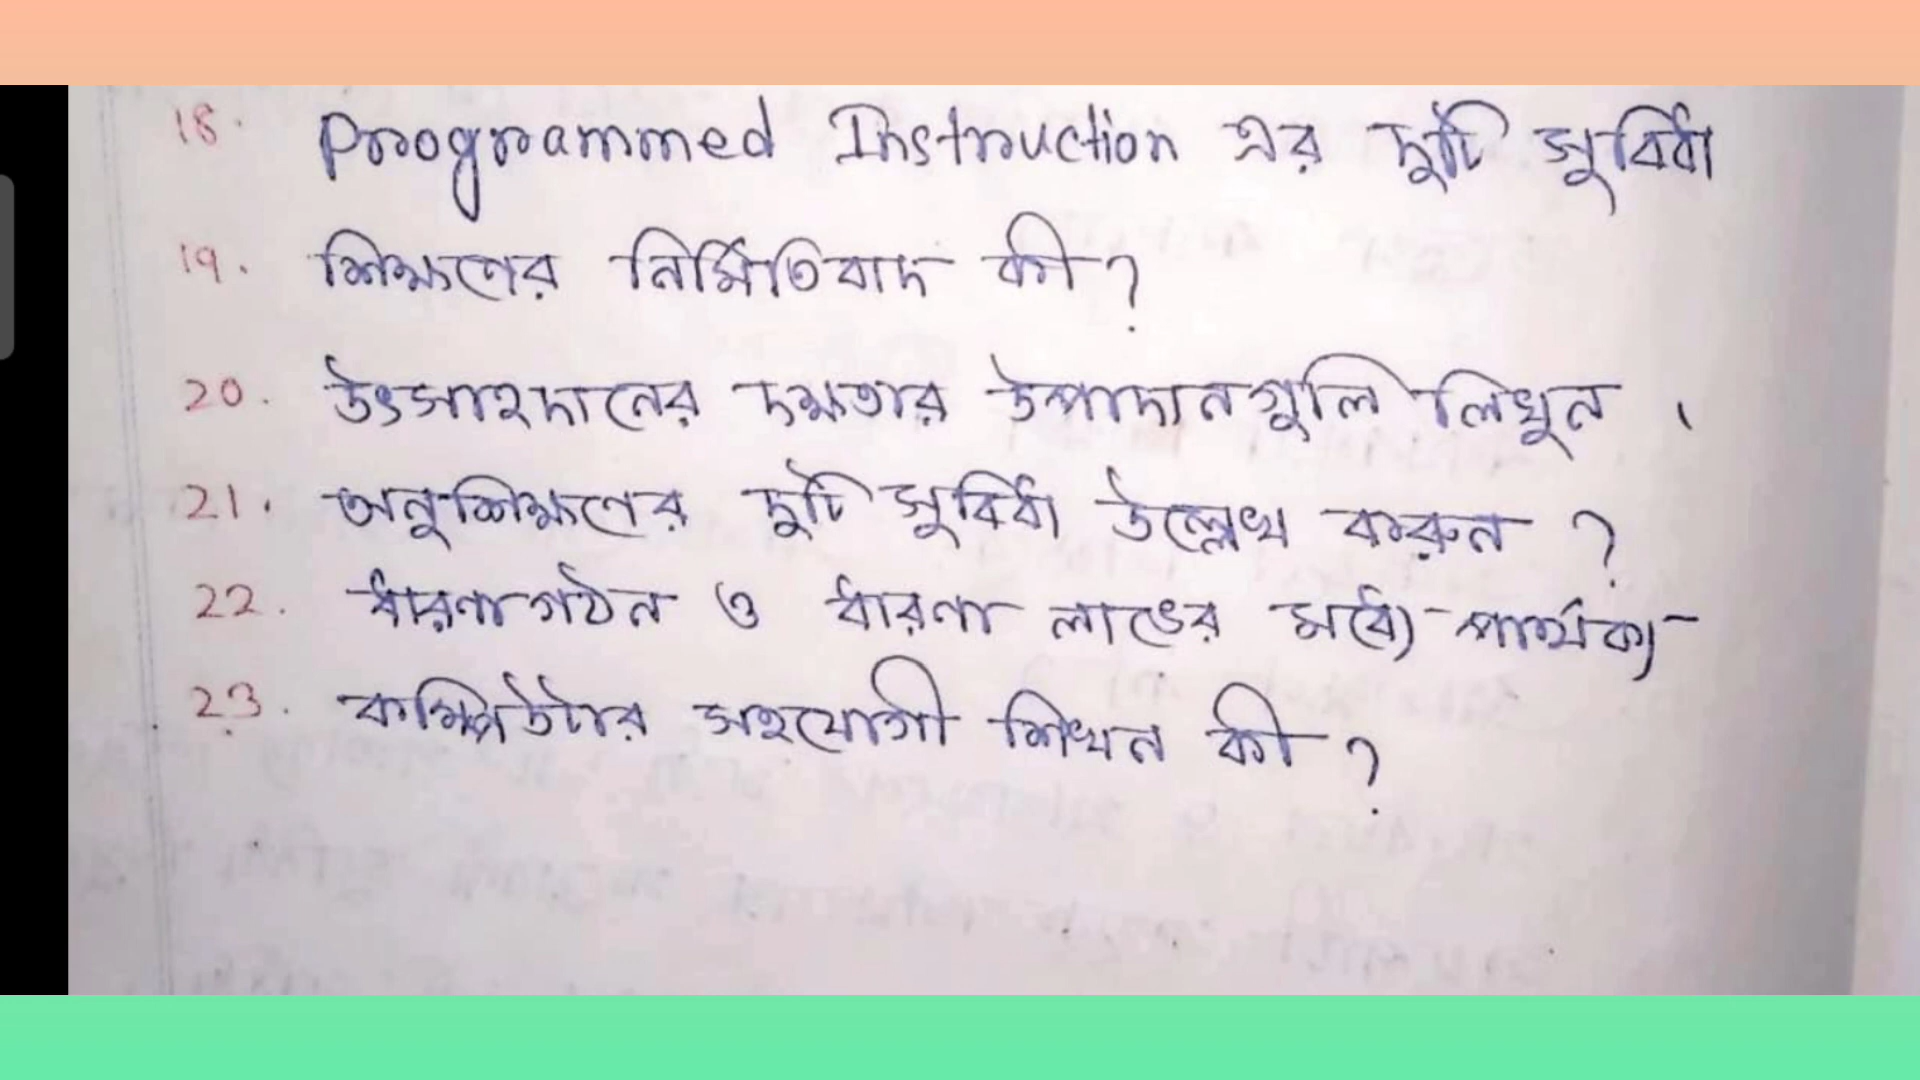 18. Programmed Instruction এর দুটি সুবিধা
19. শিক্ষণের নির্মিতিবাদ কী?
20. উৎসাহদানের দক্ষতার উপাদানগুলি লিখুন ।
21. অনুশিক্ষণের দুটি সুবিধা উল্লেখ করুন ?
22. ধারণা গঠন ও ধারণা লাভের মধ্যে পার্থক্য
23. কম্পিউটার সহযোগী শিখন কী ?